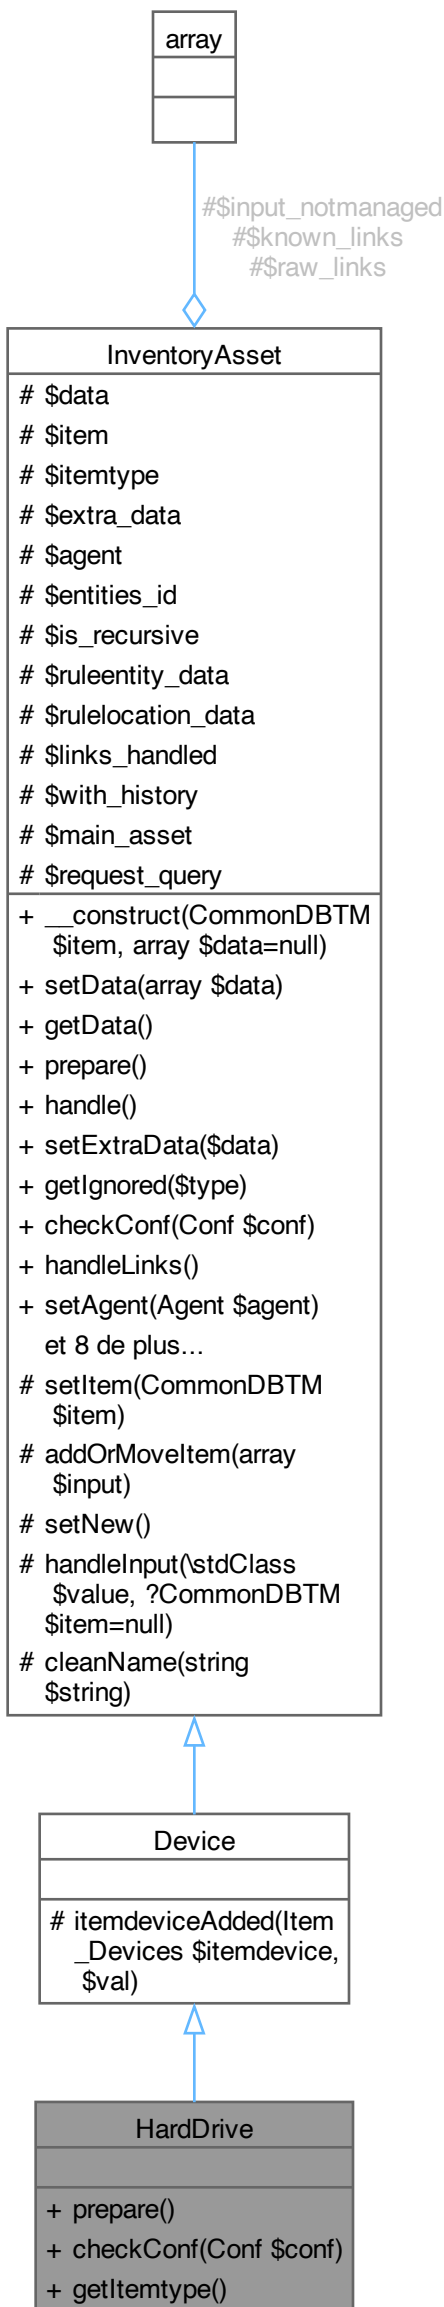 array
#$input_notmanaged
#$known_links
#$raw_links
InventoryAsset
# $data
# $item
# $itemtype
# $extra_data
# $agent
# $entities_id
# $is_recursive
# $ruleentity_data
# $rulelocation_data
# $links_handled
# $with_history
# $main_asset
# $request_query
+ __construct(CommonDBTM
$item, array $data=null)
+ setData(array $data)
+ getData()
+ prepare()
+ handle()
+ setExtraData($data)
+ getIgnored($type)
+ checkConf(Conf $conf)
+ handleLinks()
+ setAgent(Agent $agent)
et 8 de plus...
# setItem(CommonDBTM
$item)
# addOrMoveItem(array
$input)
# setNew()
# handleInput(\stdClass
$value, ?CommonDBTM
$item=null)
# cleanName(string
$string)
Device
# itemdeviceAdded(Item
_Devices $itemdevice,
$val)
HardDrive
+ prepare()
+ checkConf(Conf $conf)
+ getItemtype()